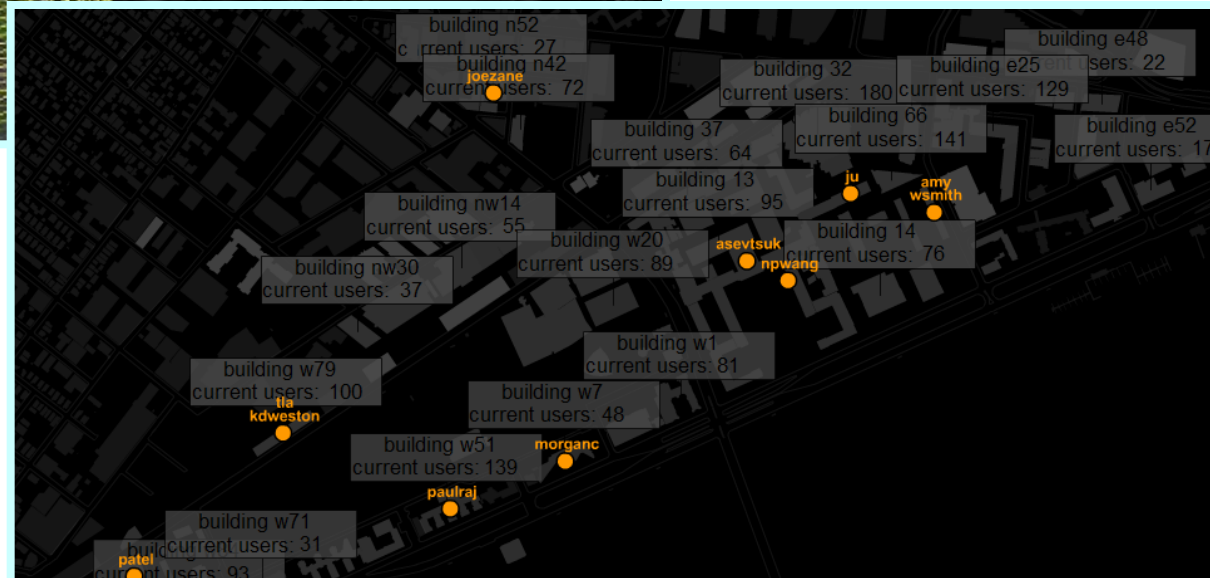 building n52
current users: 27
building n42
current users: 72
joezane
building e48
22
building 32
current users: 180
building e25
current users: 129
building 66
current users: 141
building e52
current users: 17
building 37
current users: 64
building 13
current users: 95
ju
amy
wsmith
building nw14
current users: 55
building w20
current users: 89
asevtsuk
npwang
building 14
current users: 76
building nw30
current users: 37
building w1
current users: 81
building w79
current users: 100
tla
kdweston
building w7
current users: 48
building w51
current users: 139
morganc
paulraj
building w71
current users: 31
patel
current users: 93